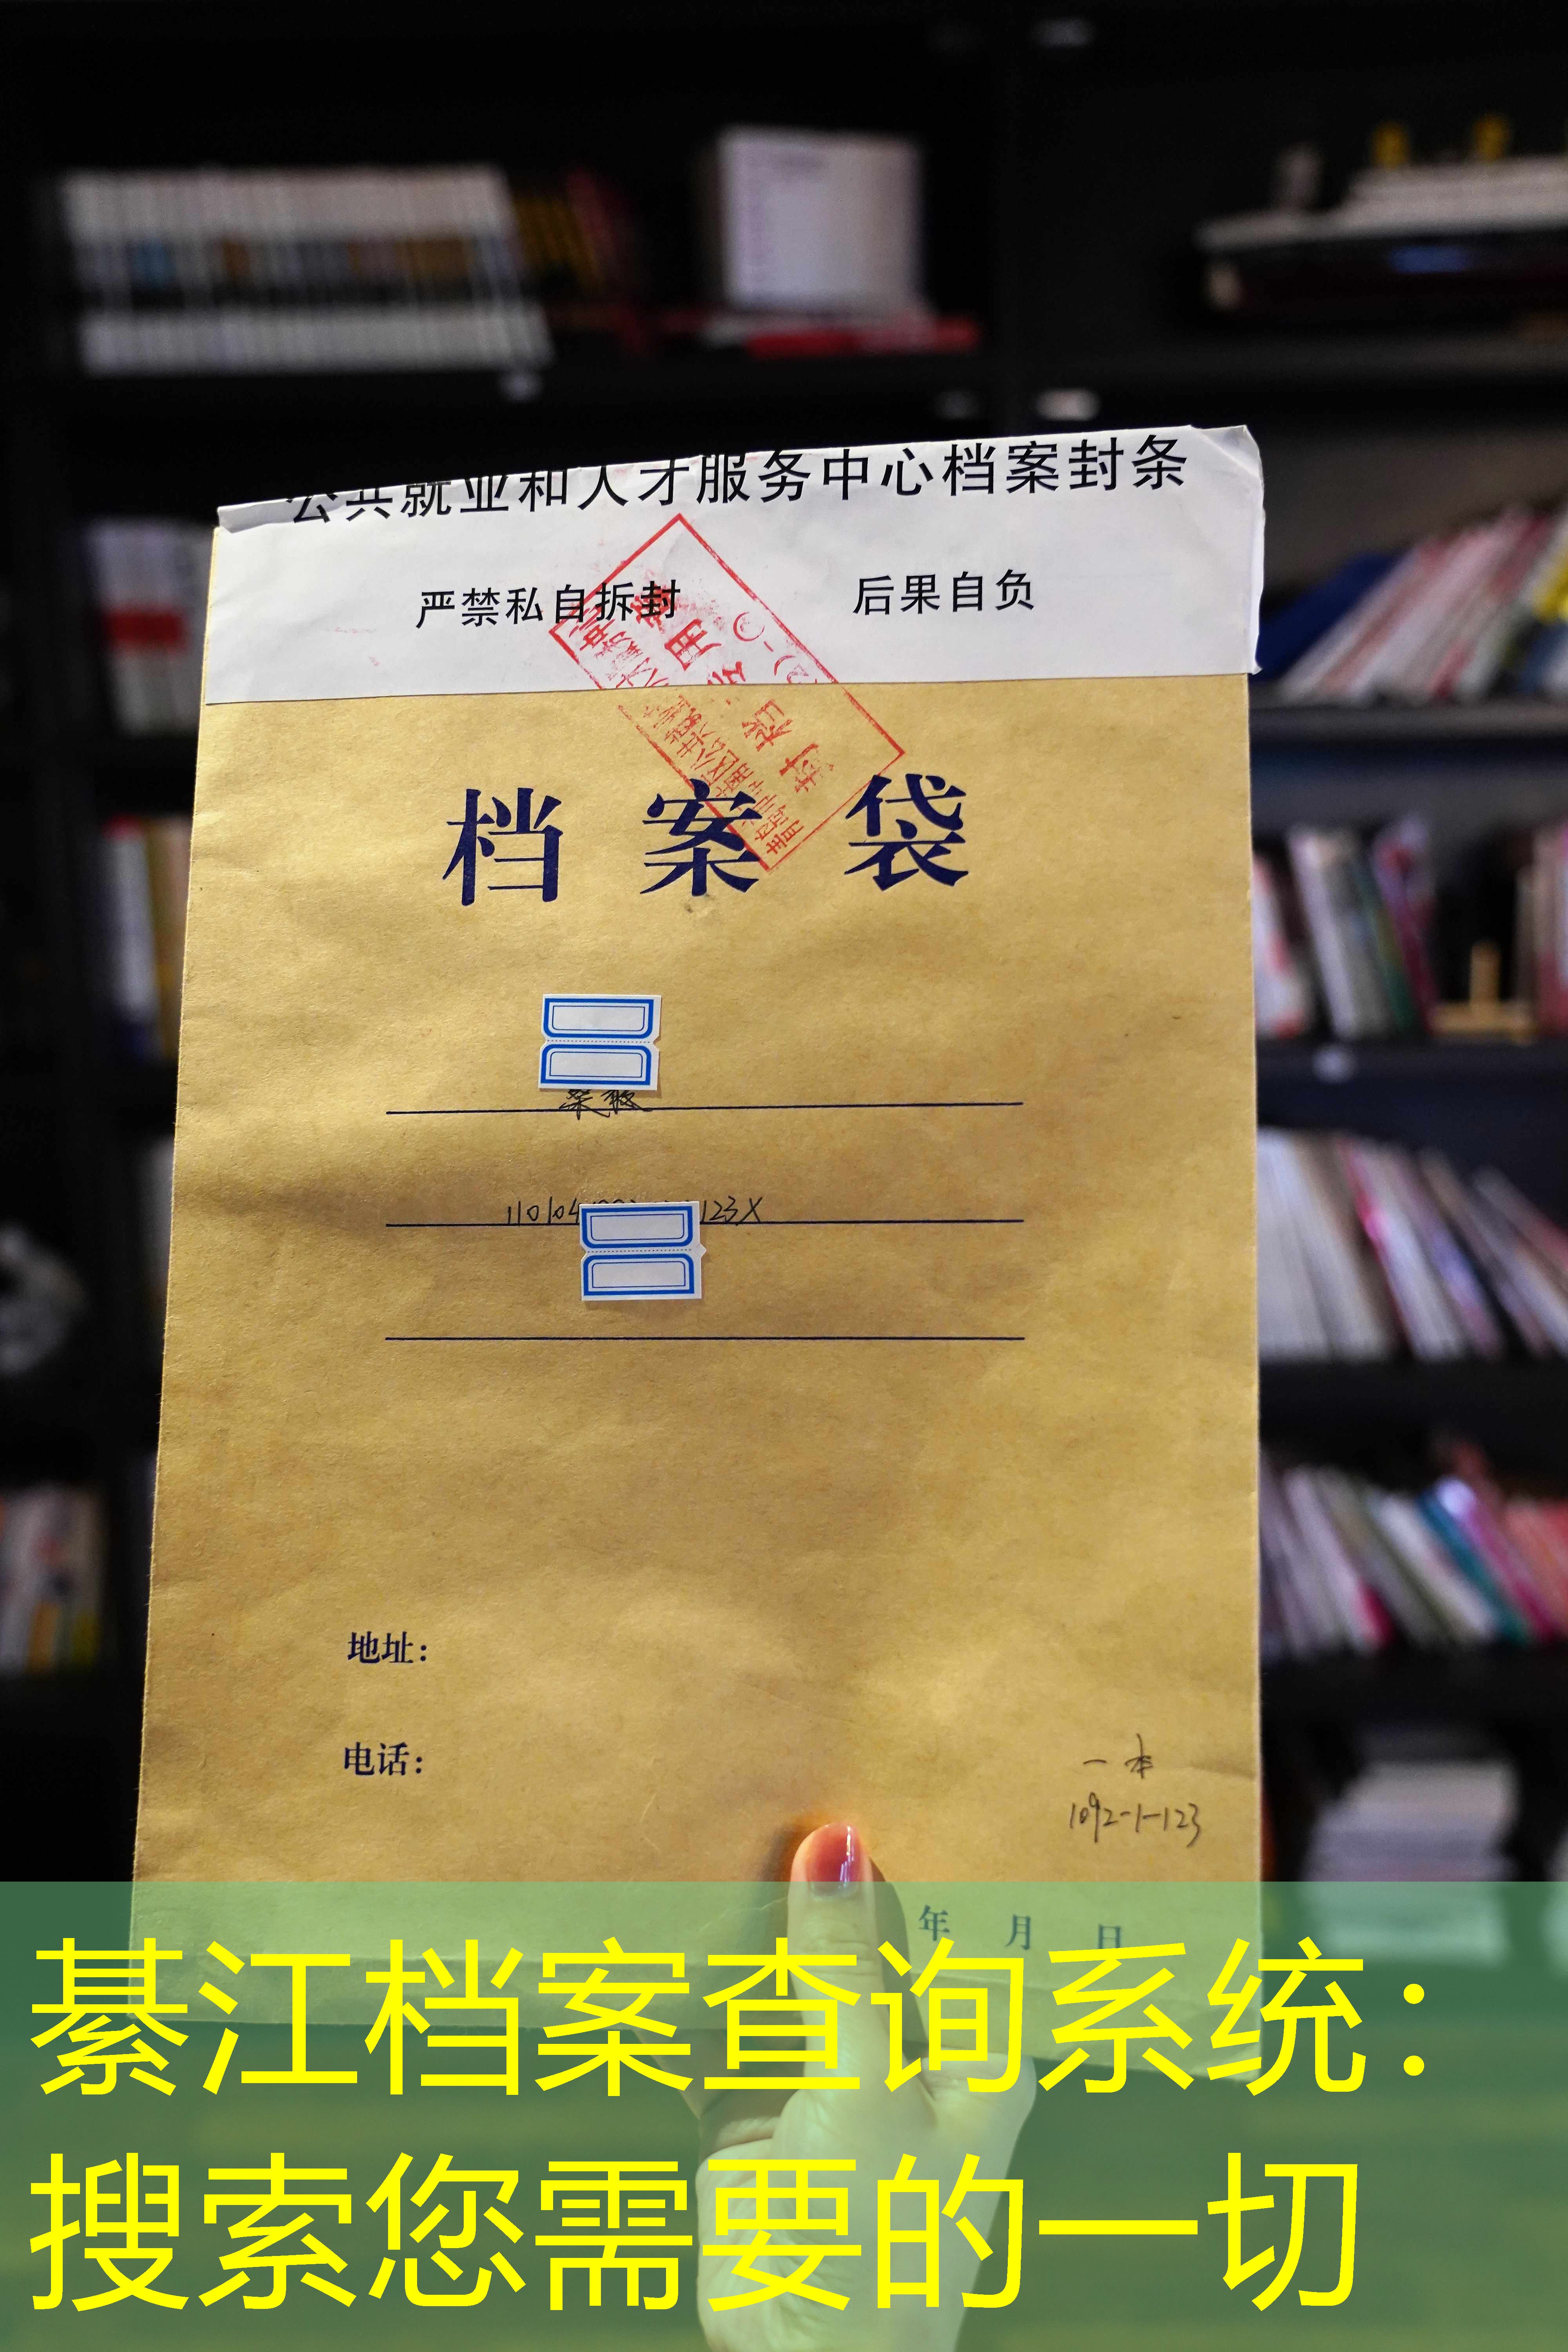 公共就业和人才服务中心档案封条
严禁私自拆封 后果自负
档案袋
110104 123X
地址：
电话：
一本
1092-1-123
年 月 日
綦江档案查询系统：
搜索您需要的一切